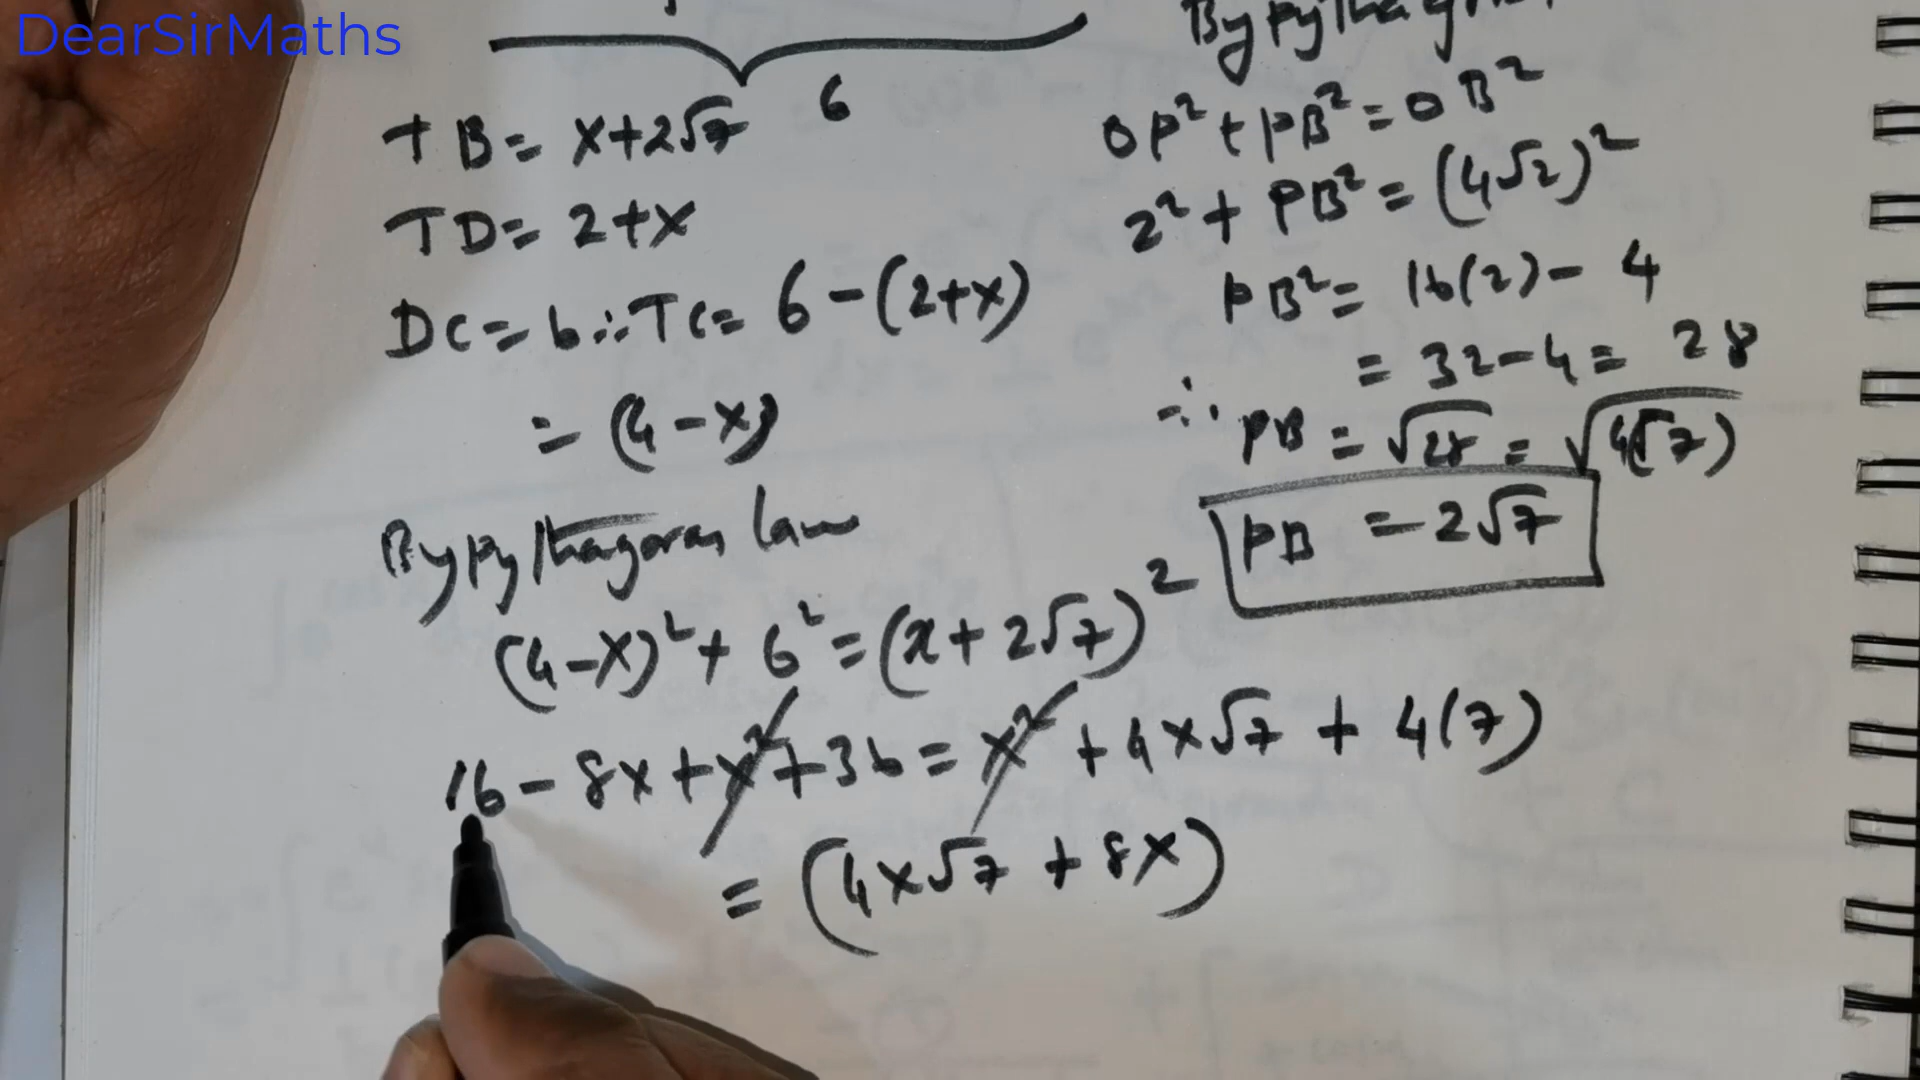 DearSirMaths
6
TB = x+2√7
TD = 2+x
DC = 6 ∴ TC = 6-(2+x)
= (4-x)
By pythagoras law
(4-x)² + 6² = (x+2√7)²
16 - 8x + x² + 36 = x² + 4x√7 + 4(7)
= (4x√7 + 8x)
OP² + PB² = OB²
2² + PB² = (4√2)²
PB² = 16(2) - 4
= 32-4 = 28
∴ PB = √28 = √4(7)
PB = 2√7